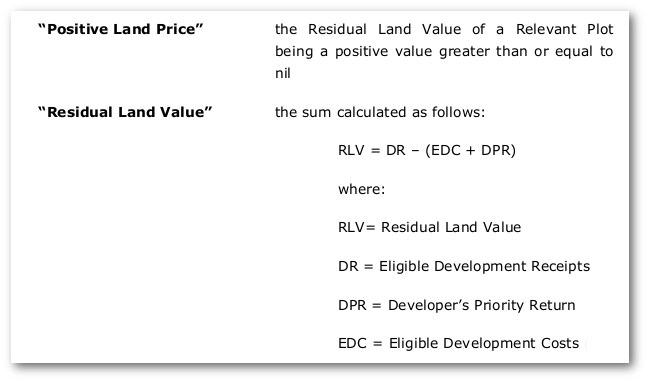 “Positive Land Price” the Residual Land Value of a Relevant Plot
being a positive value greater than or equal to
nil
“Residual Land Value” the sum calculated as follows:
RLV = DR – (EDC + DPR)
where:
RLV= Residual Land Value
DR = Eligible Development Receipts
DPR = Developer’s Priority Return
EDC = Eligible Development Costs